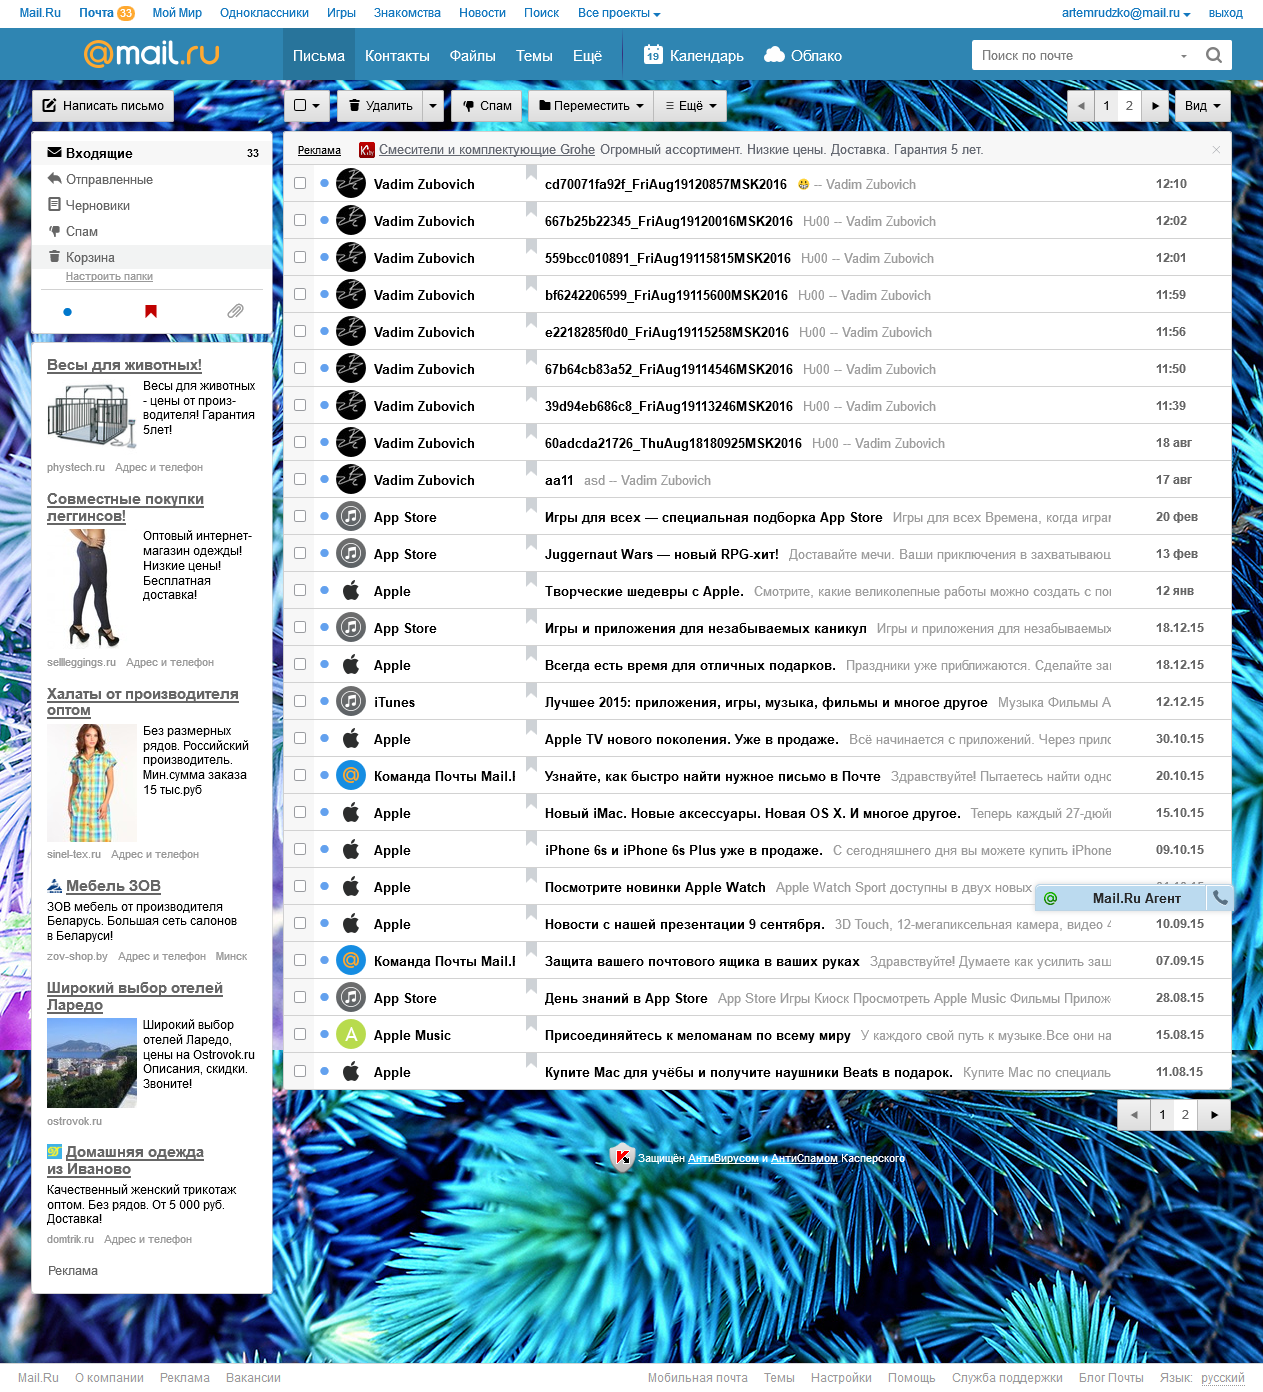 Mail.Ru Почта 33 Мой Мир Одноклассники Игры Знакомства Новости Поиск Все проекты artemrudzko@mail.ru выход
@mail.ru Письма Контакты Файлы Темы Ещё 19 Календарь Облако Поиск по почте
Написать письмо Удалить Спам Переместить Ещё 1 2 Вид
Входящие 33
Отправленные
Черновики
Спам
Корзина
Настроить папки
Весы для животных!
Весы для животных
- цены от произ-
водителя! Гарантия
5лет!
phystech.ru Адрес и телефон
Совместные покупки
леггинсов!
Оптовый интернет-
магазин одежды!
Низкие цены!
Бесплатная
доставка!
sellleggings.ru Адрес и телефон
Халаты от производителя
оптом
Без размерных
рядов. Российский
производитель.
Мин.сумма заказа
15 тыс.руб
sinel-tex.ru Адрес и телефон
Мебель ЗОВ
ЗОВ мебель от производителя
Беларусь. Большая сеть салонов
в Беларуси!
zov-shop.by Адрес и телефон Минск
Широкий выбор отелей
Ларедо
Широкий выбор
отелей Ларедо,
цены на Ostrovok.ru
Описания, скидки.
Звоните!
ostrovok.ru
Домашняя одежда
из Иваново
Качественный женский трикотаж
оптом. Без рядов. От 5 000 руб.
Доставка!
domtrik.ru Адрес и телефон
Реклама
Реклама Смесители и комплектующие Grohe Огромный ассортимент. Низкие цены. Доставка. Гарантия 5 лет.
Vadim Zubovich cd70071fa92f_FriAug19120857MSK2016 -- Vadim Zubovich 12:10
Vadim Zubovich 667b25b22345_FriAug19120016MSK2016 Hu00 -- Vadim Zubovich 12:02
Vadim Zubovich 559bcc010891_FriAug19115815MSK2016 Hu00 -- Vadim Zubovich 12:01
Vadim Zubovich bf6242206599_FriAug19115600MSK2016 Hu00 -- Vadim Zubovich 11:59
Vadim Zubovich e2218285f0d0_FriAug19115258MSK2016 Hu00 -- Vadim Zubovich 11:56
Vadim Zubovich 67b64cb83a52_FriAug19114546MSK2016 Hu00 -- Vadim Zubovich 11:50
Vadim Zubovich 39d94eb686c8_FriAug19113246MSK2016 Hu00 -- Vadim Zubovich 11:39
Vadim Zubovich 60adcda21726_ThuAug18180925MSK2016 Hu00 -- Vadim Zubovich 18 авг
Vadim Zubovich aa11 asd -- Vadim Zubovich 17 авг
App Store Игры для всех — специальная подборка App Store Игры для всех Времена, когда играм 20 фев
App Store Juggernaut Wars — новый RPG-хит! Доставайте мечи. Ваши приключения в захватывающ 13 фев
Apple Творческие шедевры с Apple. Смотрите, какие великолепные работы можно создать с пом 12 янв
App Store Игры и приложения для незабываемых каникул Игры и приложения для незабываемых 18.12.15
Apple Всегда есть время для отличных подарков. Праздники уже приближаются. Сделайте за 18.12.15
iTunes Лучшее 2015: приложения, игры, музыка, фильмы и многое другое Музыка Фильмы A 12.12.15
Apple Apple TV нового поколения. Уже в продаже. Всё начинается с приложений. Через прило 30.10.15
Команда Почты Mail.I Узнайте, как быстро найти нужное письмо в Почте Здравствуйте! Пытаетесь найти одно 20.10.15
Apple Новый iMac. Новые аксессуары. Новая OS X. И многое другое. Теперь каждый 27-дюйм 15.10.15
Apple iPhone 6s и iPhone 6s Plus уже в продаже. С сегодняшнего дня вы можете купить iPhone 09.10.15
Apple Посмотрите новинки Apple Watch Apple Watch Sport доступны в двух новых
Mail.Ru Агент
Apple Новости с нашей презентации 9 сентября. 3D Touch, 12-мегапиксельная камера, видео 4 10.09.15
Команда Почты Mail.I Защита вашего почтового ящика в ваших руках Здравствуйте! Думаете как усилить защ 07.09.15
App Store День знаний в App Store App Store Игры Киоск Просмотреть Apple Music Фильмы Прилож 28.08.15
A Apple Music Присоединяйтесь к меломанам по всему миру У каждого свой путь к музыке.Все они на 15.08.15
Apple Купите Mac для учёбы и получите наушники Beats в подарок. Купите Mac по специаль 11.08.15
1 2
Защищён АнтиВирусом и АнтиСпамом Касперского
Mail.Ru О компании Реклама Вакансии Мобильная почта Темы Настройки Помощь Служба поддержки Блог Почты Язык: русский